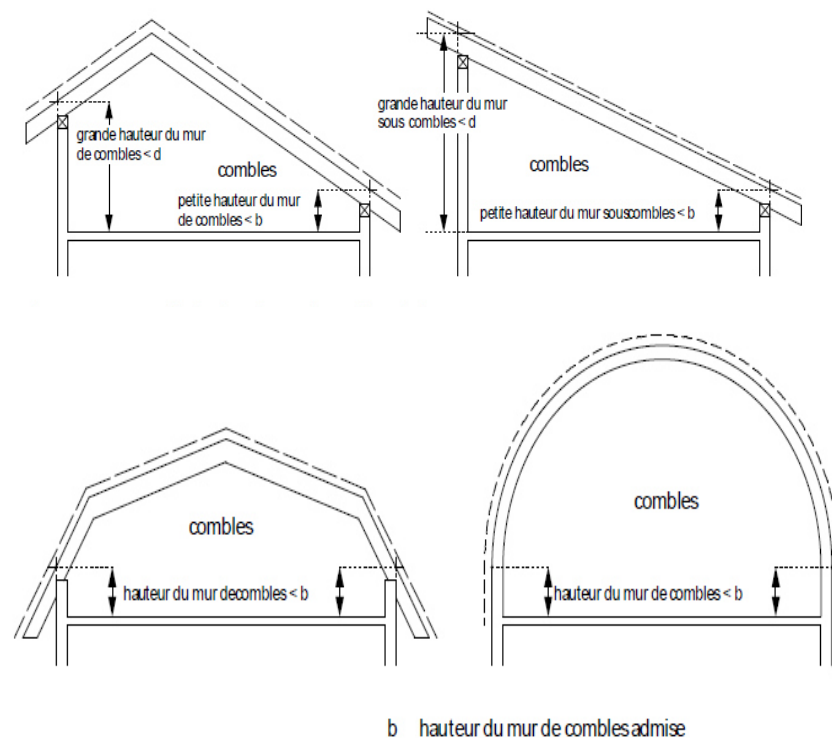 grande hauteur du mur
de combles < d
combles
petite hauteur du mur
de combles < b
grande hauteur du mur
sous combles < d
combles
petite hauteur du mur souscombles < b
combles
hauteur du mur decombles < b
combles
hauteur du mur de combles < b
b hauteur du mur de combles admise